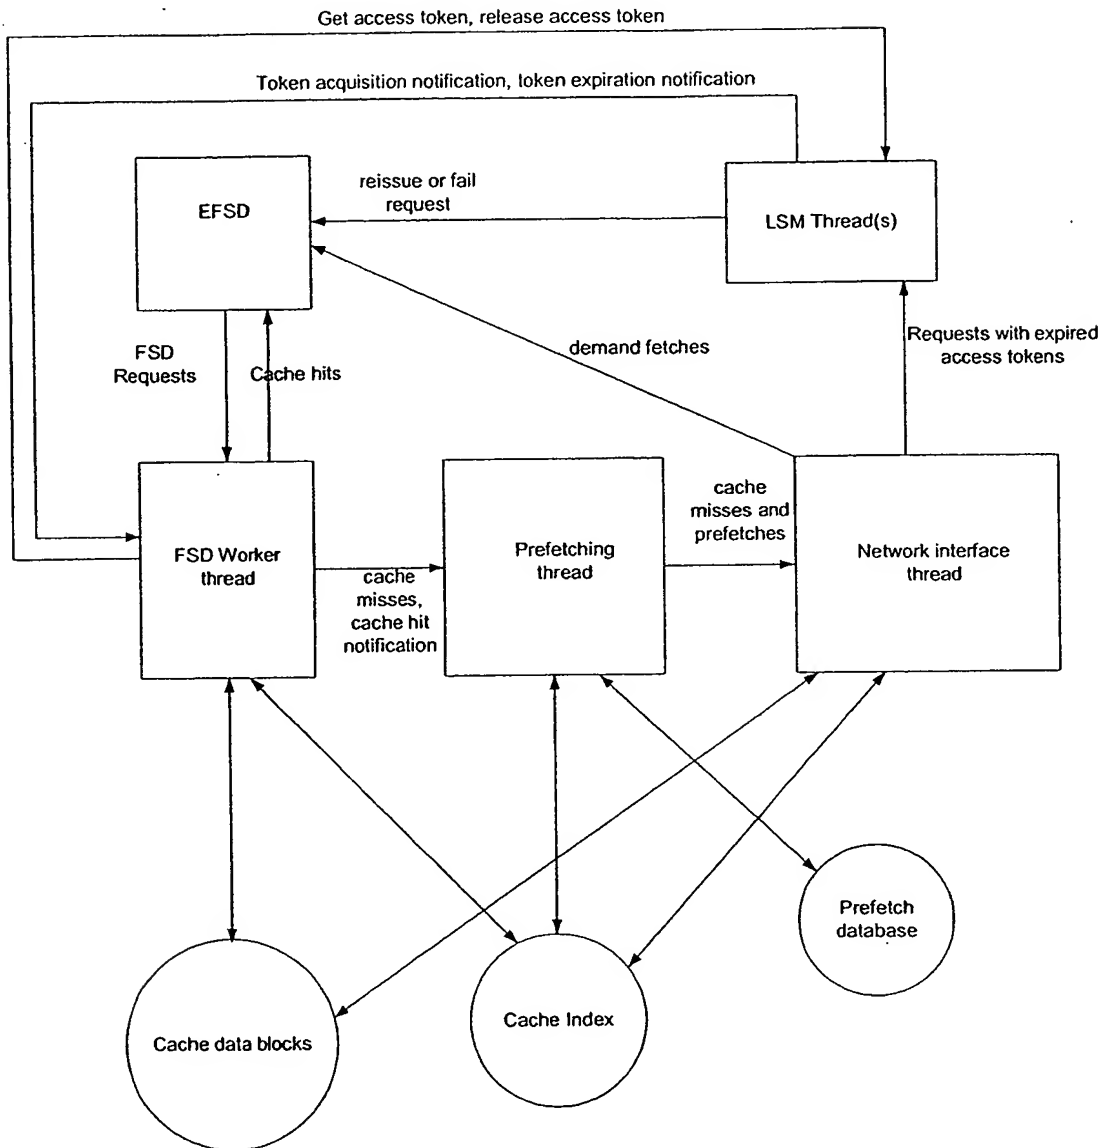 Get access token, release access token
Token acquisition notification, token expiration notification
EFSD
reissue or fail
request
LSM Thread(s)
FSD
Requests
Cache hits
demand fetches
Requests with expired
access tokens
FSD Worker
thread
cache
misses,
cache hit
notification
Prefetching
thread
cache
misses and
prefetches
Network interface
thread
Prefetch
database
Cache data blocks
Cache Index